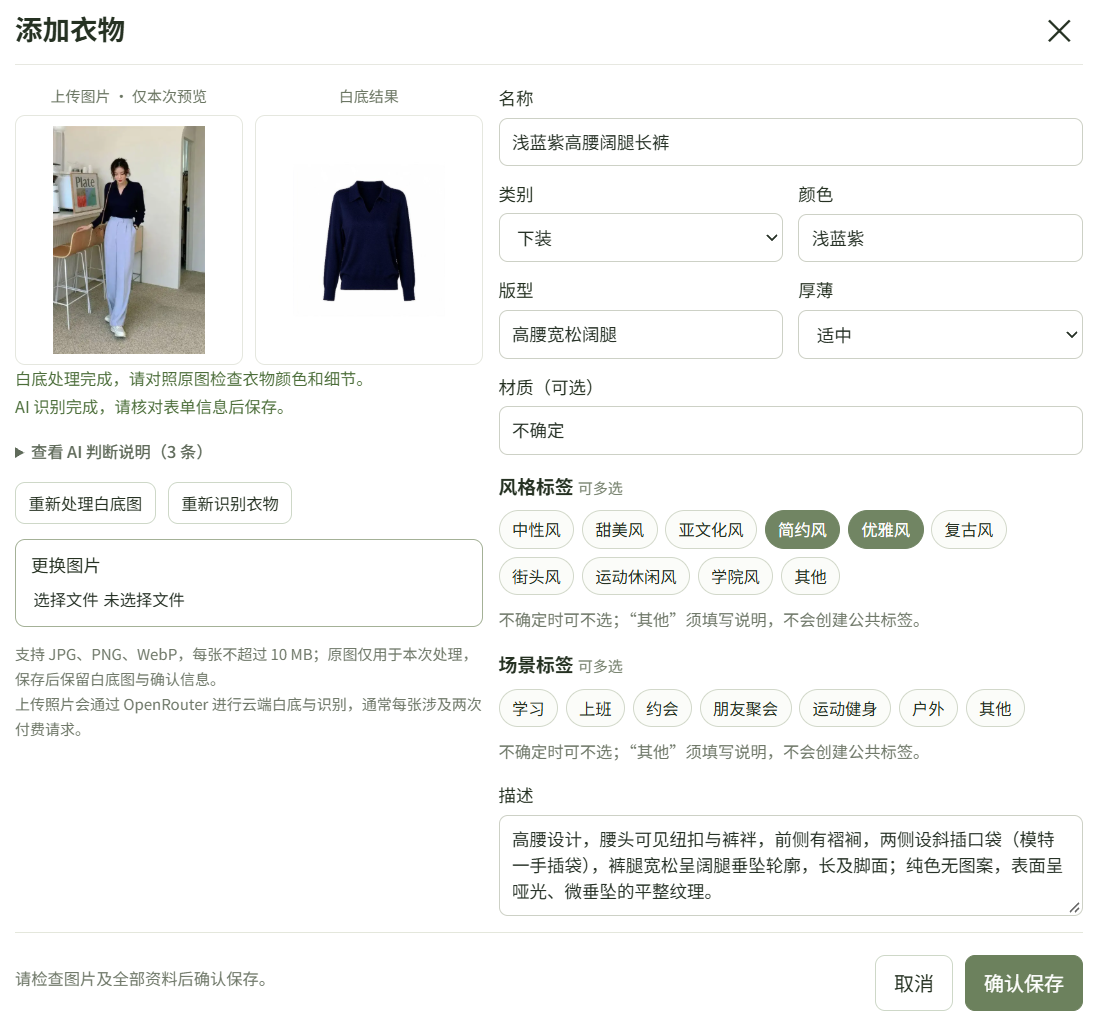 添加衣物
上传图片 · 仅本次预览
白底结果
Plate
白底处理完成，请对照原图检查衣物颜色和细节。
AI 识别完成，请核对表单信息后保存。
查看 AI 判断说明（3 条）
重新处理白底图
重新识别衣物
更换图片
选择文件 未选择文件
支持 JPG、PNG、WebP，每张不超过 10 MB；原图仅用于本次处理，
保存后保留白底图与确认信息。
上传照片会通过 OpenRouter 进行云端白底与识别，通常每张涉及两次
付费请求。
名称
浅蓝紫高腰阔腿长裤
类别
颜色
下装
浅蓝紫
版型
厚薄
高腰宽松阔腿
适中
材质（可选）
不确定
风格标签 可多选
中性风 甜美风 亚文化风 简约风 优雅风 复古风
街头风 运动休闲风 学院风 其他
不确定时可不选；“其他”须填写说明，不会创建公共标签。
场景标签 可多选
学习 上班 约会 朋友聚会 运动健身 户外 其他
不确定时可不选；“其他”须填写说明，不会创建公共标签。
描述
高腰设计，腰头可见纽扣与裤袢，前侧有褶裥，两侧设斜插口袋（模特
一手插袋），裤腿宽松呈阔腿垂坠轮廓，长及脚面；纯色无图案，表面呈
哑光、微垂坠的平整纹理。
请检查图片及全部资料后确认保存。
取消
确认保存